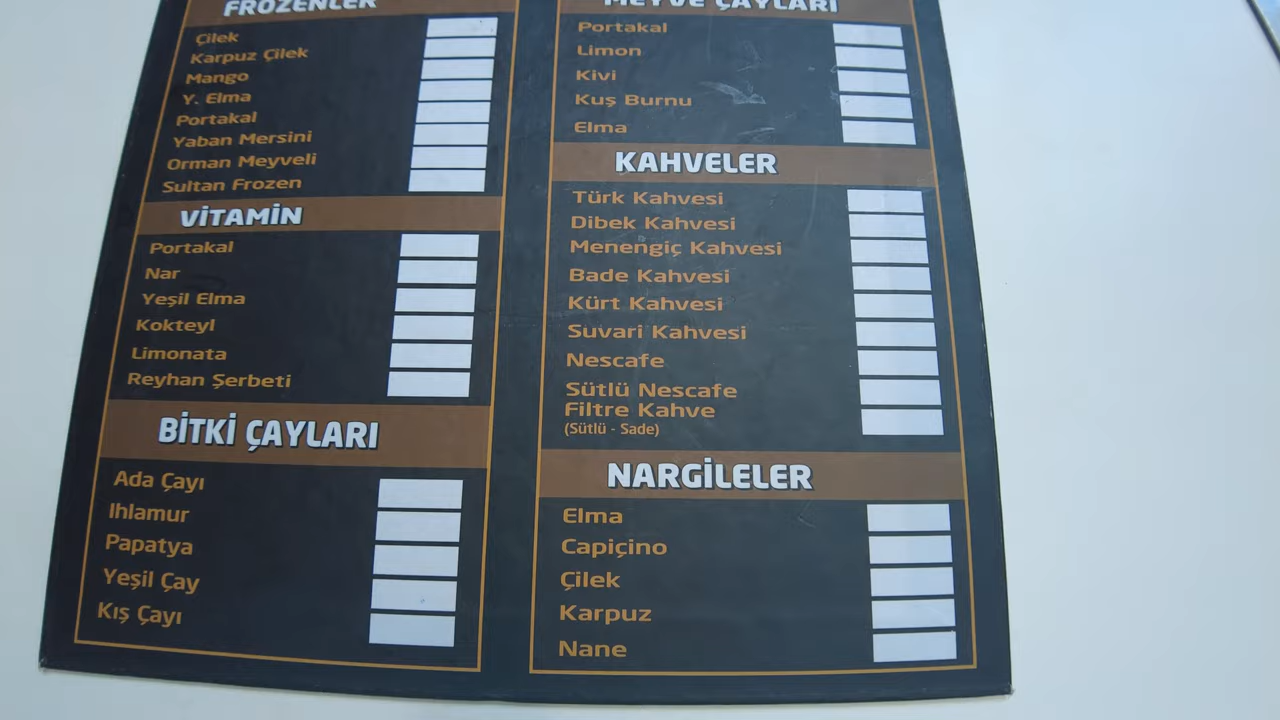 FROZENLER
Çilek
Karpuz Çilek
Mango
Y. Elma
Portakal
Yaban Mersini
Orman Meyveli
Sultan Frozen
VİTAMİN
Portakal
Nar
Yeşil Elma
Kokteyl
Limonata
Reyhan Şerbeti
BİTKİ ÇAYLARI
Ada Çayı
Ihlamur
Papatya
Yeşil Çay
Kış Çayı
MEYVE ÇAYLARI
Portakal
Limon
Kivi
Kuş Burnu
Elma
KAHVELER
Türk Kahvesi
Dibek Kahvesi
Menengiç Kahvesi
Bade Kahvesi
Kürt Kahvesi
Suvari Kahvesi
Nescafe
Sütlü Nescafe
Filtre Kahve
(Sütlü - Sade)
NARGİLELER
Elma
Capiçino
Çilek
Karpuz
Nane